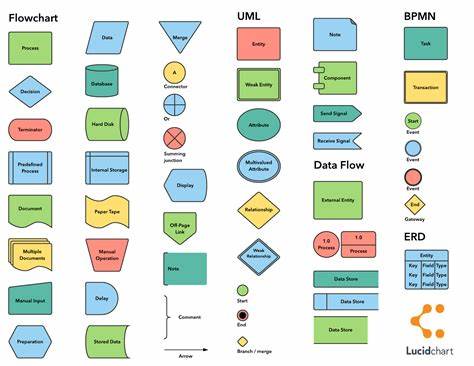 Flowchart
Process
Decision
Terminator
Predefined
Process
Document
Multiple
Documents
Manual Input
Preparation
Data
Database
Hard Disk
Internal Storage
Paper Tape
Manual
Operation
Delay
Stored Data
Merge
A
Connector
Or
Summing
junction
Display
Off-Page
Link
Note
Comment
Arrow
UML
Entity
Weak Entity
Attribute
Multivalued
Attribute
Relationship
Weak
Relationship
Start
End
Branch / merge
Note
Component
Send Signal
Receive Signal
Data Flow
External Entity
1.0
Process
1.0
Process
Data Store
Data Store
Data Store
BPMN
Task
Transaction
Start
Event
Event
Event
End
Gateway
ERD
Entity
Key Field Type
Key Field Type
Lucidchart